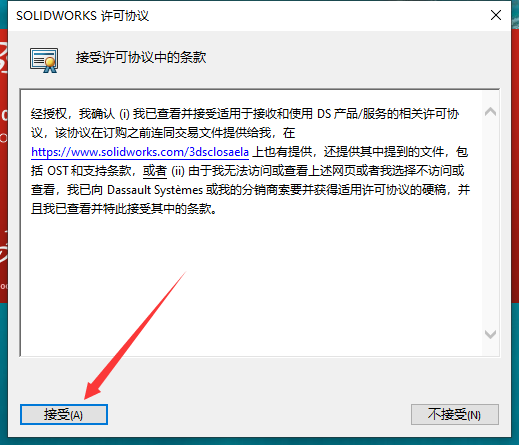 SOLIDWORKS 许可协议
接受许可协议中的条款
经授权，我确认 (i) 我已查看并接受适用于接收和使用 DS 产品/服务的相关许可协
议，该协议在订购之前连同交易文件提供给我，在
https://www.solidworks.com/3dsclosaela 上也有提供，还提供其中提到的文件，包
括 OST 和支持条款，或者 (ii) 由于我无法访问或查看上述网页或者我选择不访问或
查看，我已向 Dassault Systèmes 或我的分销商索要并获得适用许可协议的硬稿，并
且我已查看并特此接受其中的条款。
接受(A)
不接受(N)